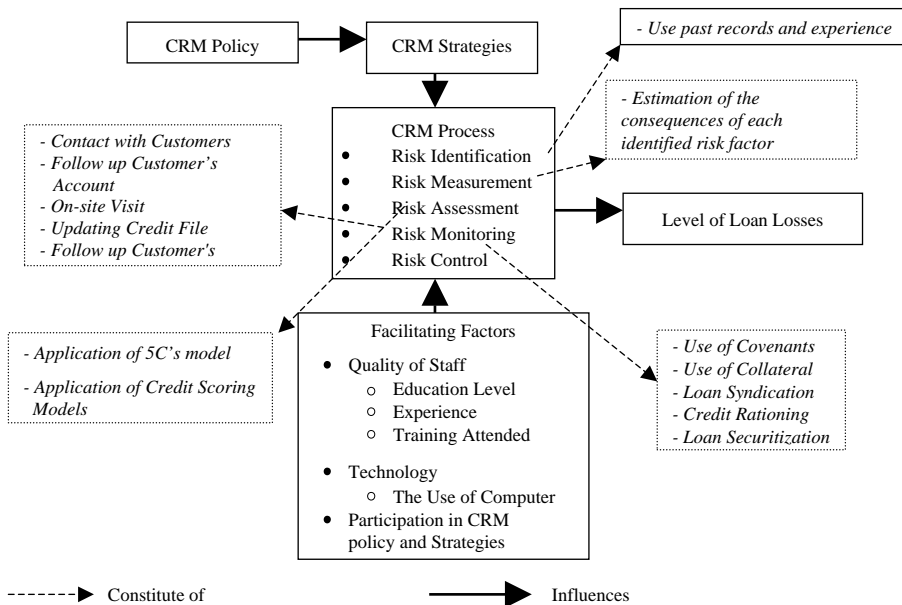 CRM Policy
CRM Strategies
- Use past records and experience
- Estimation of the
consequences of each
identified risk factor
- Contact with Customers
- Follow up Customer’s
Account
- On-site Visit
- Updating Credit File
- Follow up Customer's
CRM Process
• Risk Identification
• Risk Measurement
• Risk Assessment
• Risk Monitoring
• Risk Control
Level of Loan Losses
- Application of 5C’s model
- Application of Credit Scoring
Models
Facilitating Factors
• Quality of Staff
o Education Level
o Experience
o Training Attended
• Technology
o The Use of Computer
• Participation in CRM
policy and Strategies
- Use of Covenants
- Use of Collateral
- Loan Syndication
- Credit Rationing
- Loan Securitization
Constitute of
Influences